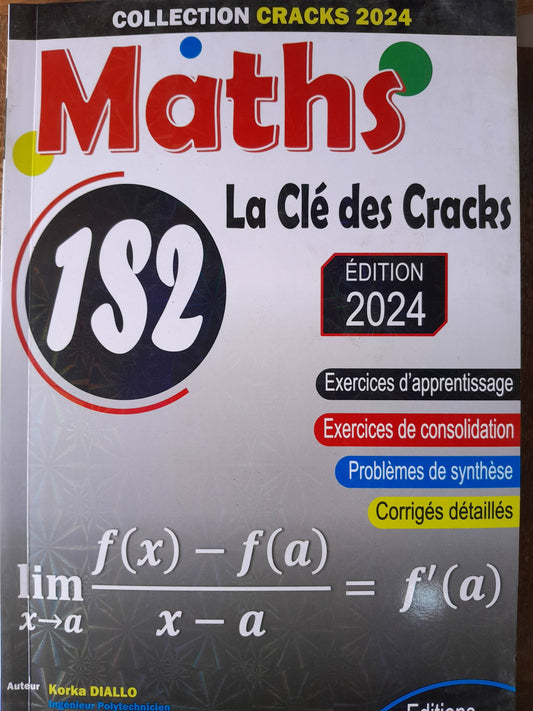 COLLECTION CRACKS 2024
Maths
La Clé des Cracks
1S2
ÉDITION
2024
Exercices d'apprentissage
Exercices de consolidation
Problèmes de synthèse
Corrigés détaillés
lim x→a f(x) − f(a) / x − a = f'(a)
Auteur Korka DIALLO
Ingénieur Polytechnicien
Editions